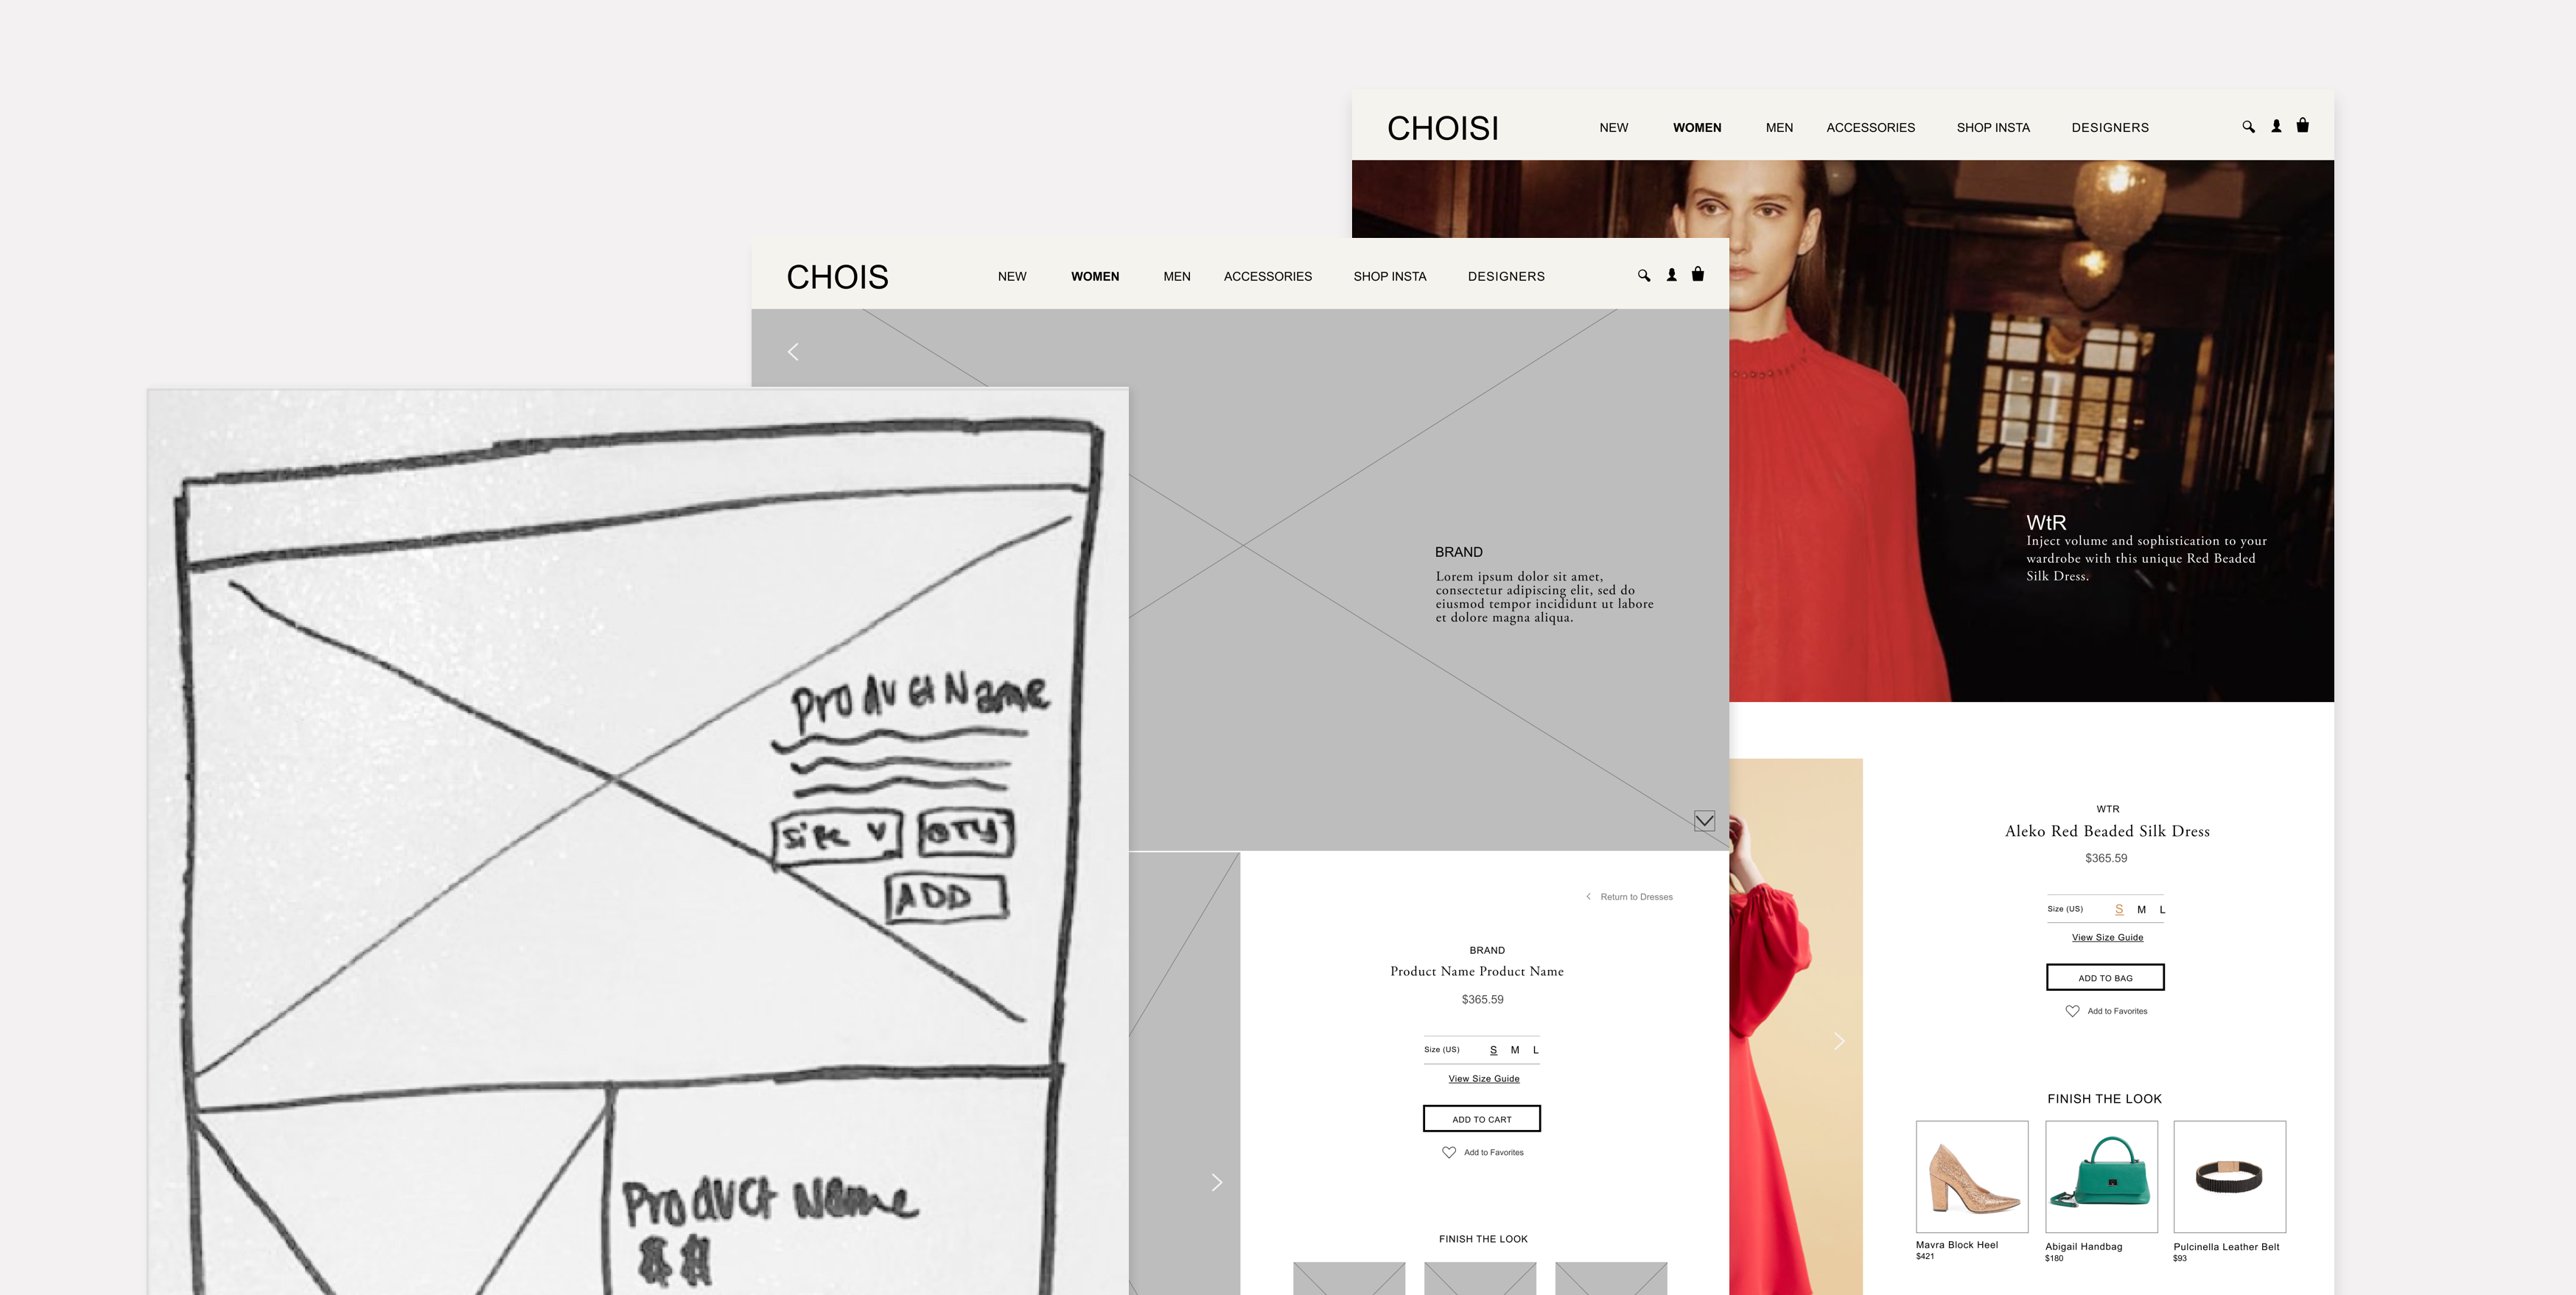 Product Name
Size v QTY
ADD
Product Name
$$
CHOIS
NEW WOMEN MEN ACCESSORIES SHOP INSTA DESIGNERS
BRAND
Lorem ipsum dolor sit amet,
consectetur adipiscing elit, sed do
eiusmod tempor incididunt ut labore
et dolore magna aliqua.
Return to Dresses
BRAND
Product Name Product Name
$365.59
Size (US) S M L
View Size Guide
ADD TO CART
Add to Favorites
FINISH THE LOOK
CHOISI
NEW WOMEN MEN ACCESSORIES SHOP INSTA DESIGNERS
WtR
Inject volume and sophistication to your
wardrobe with this unique Red Beaded
Silk Dress.
WTR
Aleko Red Beaded Silk Dress
$365.59
Size (US) S M L
View Size Guide
ADD TO BAG
Add to Favorites
FINISH THE LOOK
Mavra Block Heel
$421
Abigail Handbag
$180
Pulcinella Leather Belt
$93